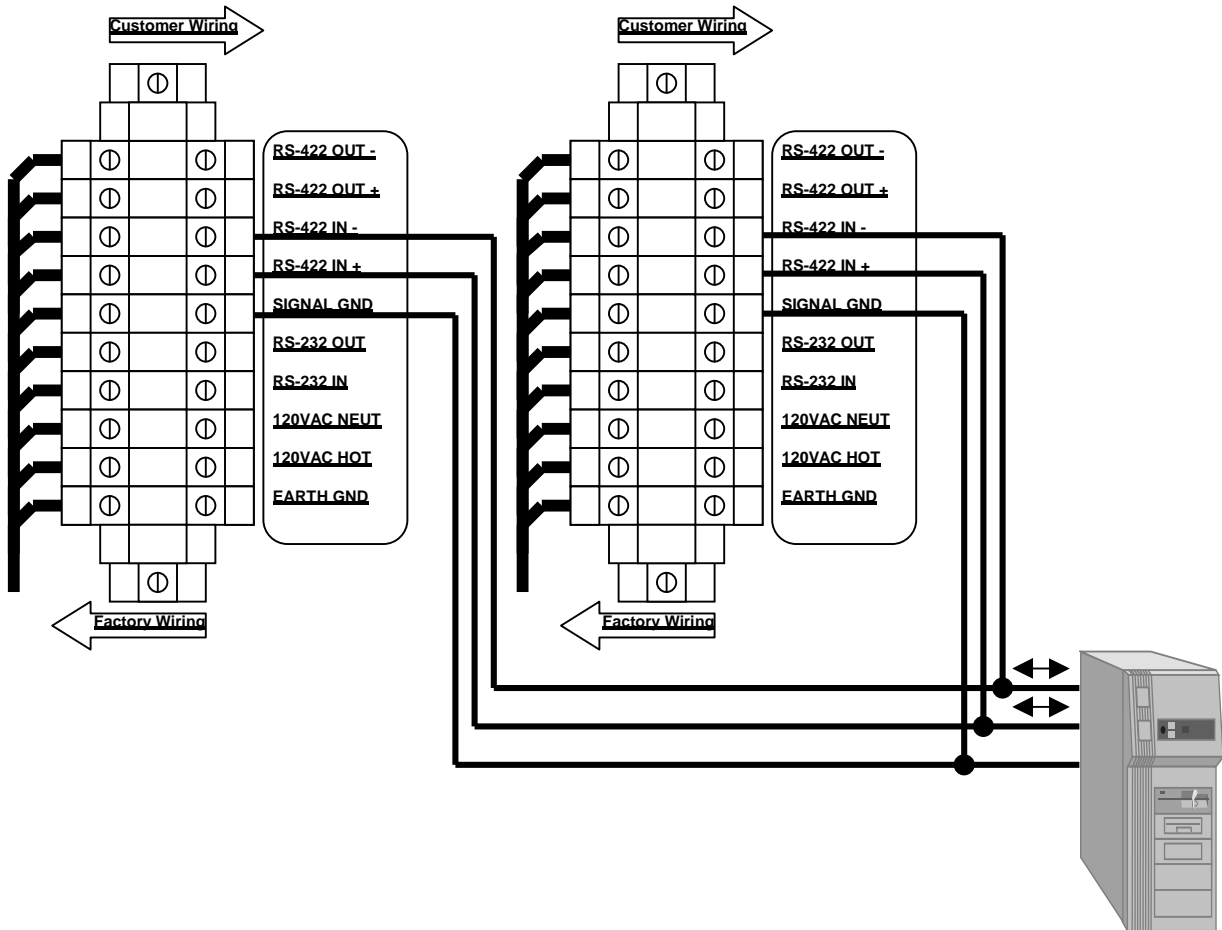 Customer Wiring
RS-422 OUT -
RS-422 OUT +
RS-422 IN -
RS-422 IN +
SIGNAL GND
RS-232 OUT
RS-232 IN
120VAC NEUT
120VAC HOT
EARTH GND
Factory Wiring
Customer Wiring
RS-422 OUT -
RS-422 OUT +
RS-422 IN -
RS-422 IN +
SIGNAL GND
RS-232 OUT
RS-232 IN
120VAC NEUT
120VAC HOT
EARTH GND
Factory Wiring